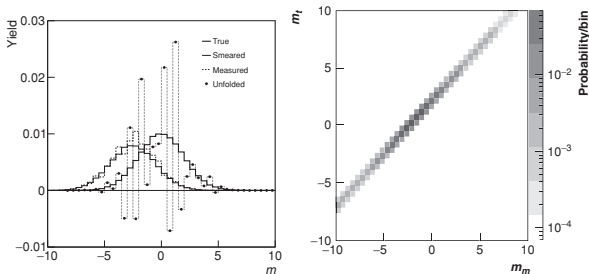 Yield
0.03
0.02
0.01
0
−0.01
−10
−5
0
5
10
m
True
Smeared
Measured
Unfolded
m_t
10
5
0
−5
−10
−10
−5
0
5
10
m_m
Probability/bin
10^−2
10^−3
10^−4